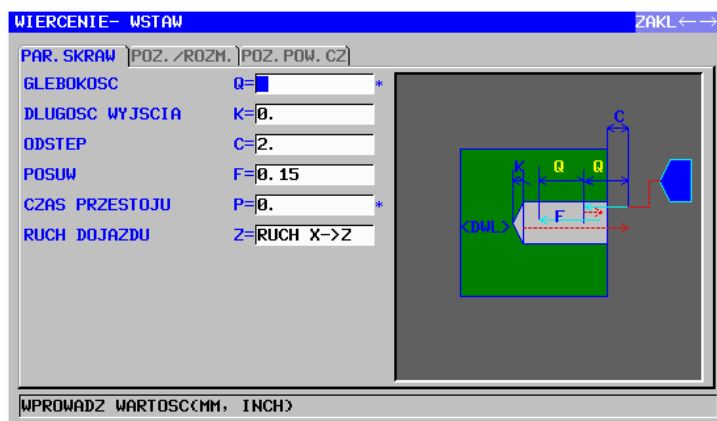 WIERCENIE- WSTAW ZAKL←→
PAR.SKRAW POZ./ROZM. POZ.POW.CZ
GLEBOKOSC Q= *
DLUGOSC WYJSCIA K=0.
ODSTEP C=2.
POSUW F=0.15
CZAS PRZESTOJU P=0. *
RUCH DOJAZDU Z=RUCH X->Z
C
K Q Q
F
<DWL>
WPROWADZ WARTOSC(MM, INCH)